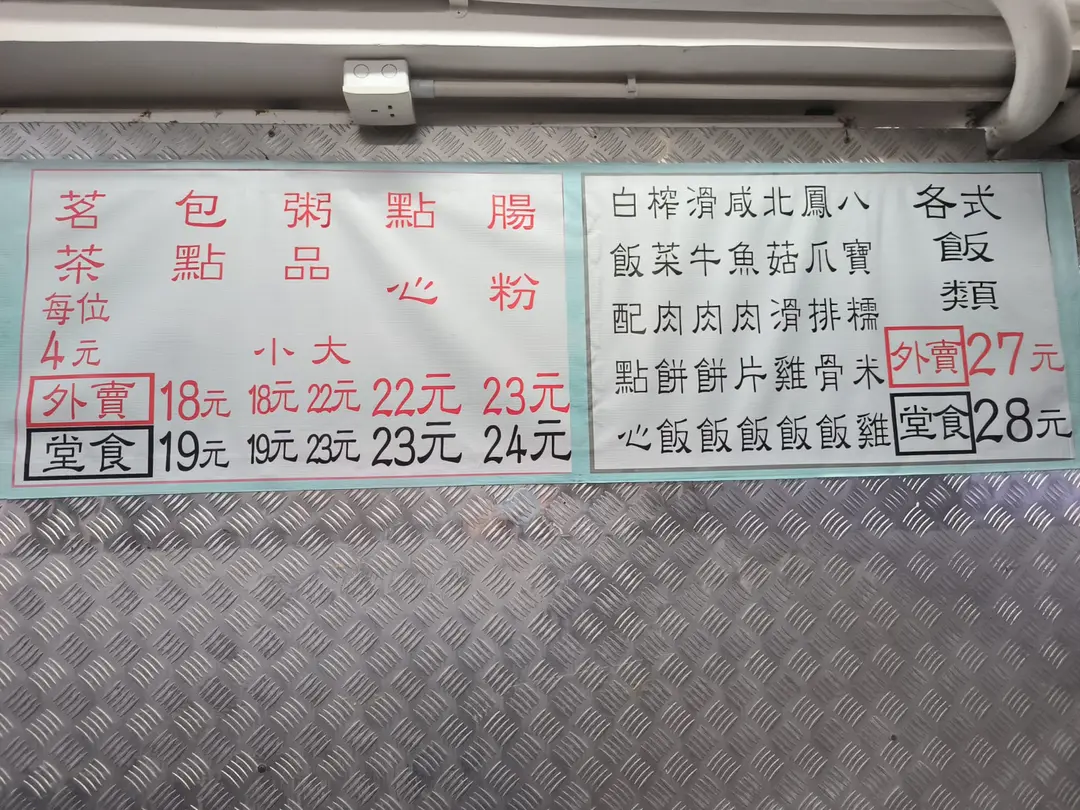 各式飯類
外賣27元
堂食28元
八寶糯米雞
鳳爪排骨飯
北菇滑雞飯
咸魚肉片飯
滑牛肉餅飯
榨菜肉餅飯
白飯配點心
腸粉
點心
粥品
小 大
包點
茗茶
每位
4元
外賣 18元 18元 22元 22元 23元
堂食 19元 19元 23元 23元 24元